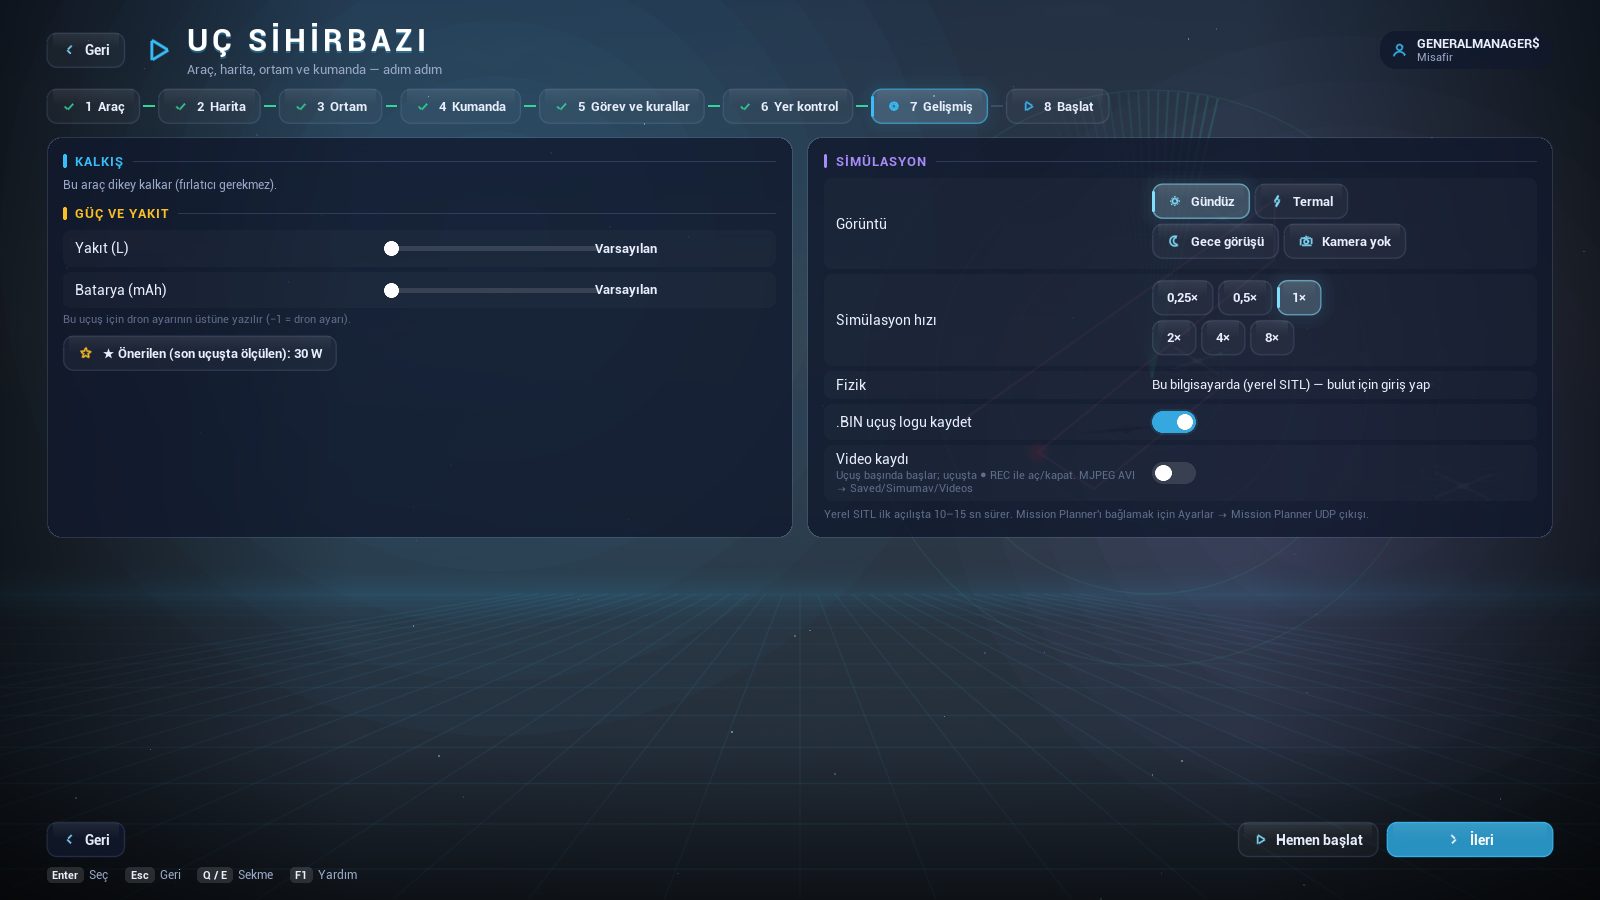 Geri
UÇ SİHİRBAZI
Araç, harita, ortam ve kumanda — adım adım
GENERALMANAGER$
Misafir
1 Araç
2 Harita
3 Ortam
4 Kumanda
5 Görev ve kurallar
6 Yer kontrol
7 Gelişmiş
8 Başlat
KALKIŞ
Bu araç dikey kalkar (fırlatıcı gerekmez).
GÜÇ VE YAKIT
Yakıt (L)
Varsayılan
Batarya (mAh)
Varsayılan
Bu uçuş için dron ayarının üstüne yazılır (−1 = dron ayarı).
★ Önerilen (son uçuşta ölçülen): 30 W
SİMÜLASYON
Görüntü
Gündüz
Termal
Gece görüşü
Kamera yok
Simülasyon hızı
0,25×
0,5×
1×
2×
4×
8×
Fizik
Bu bilgisayarda (yerel SITL) — bulut için giriş yap
.BIN uçuş logu kaydet
Video kaydı
Uçuş başında başlar; uçuşta ● REC ile aç/kapat. MJPEG AVI
→ Saved/Simumav/Videos
Yerel SITL ilk açılışta 10–15 sn sürer. Mission Planner'ı bağlamak için Ayarlar → Mission Planner UDP çıkışı.
Geri
Hemen başlat
İleri
Enter Seç
Esc Geri
Q / E Sekme
F1 Yardım